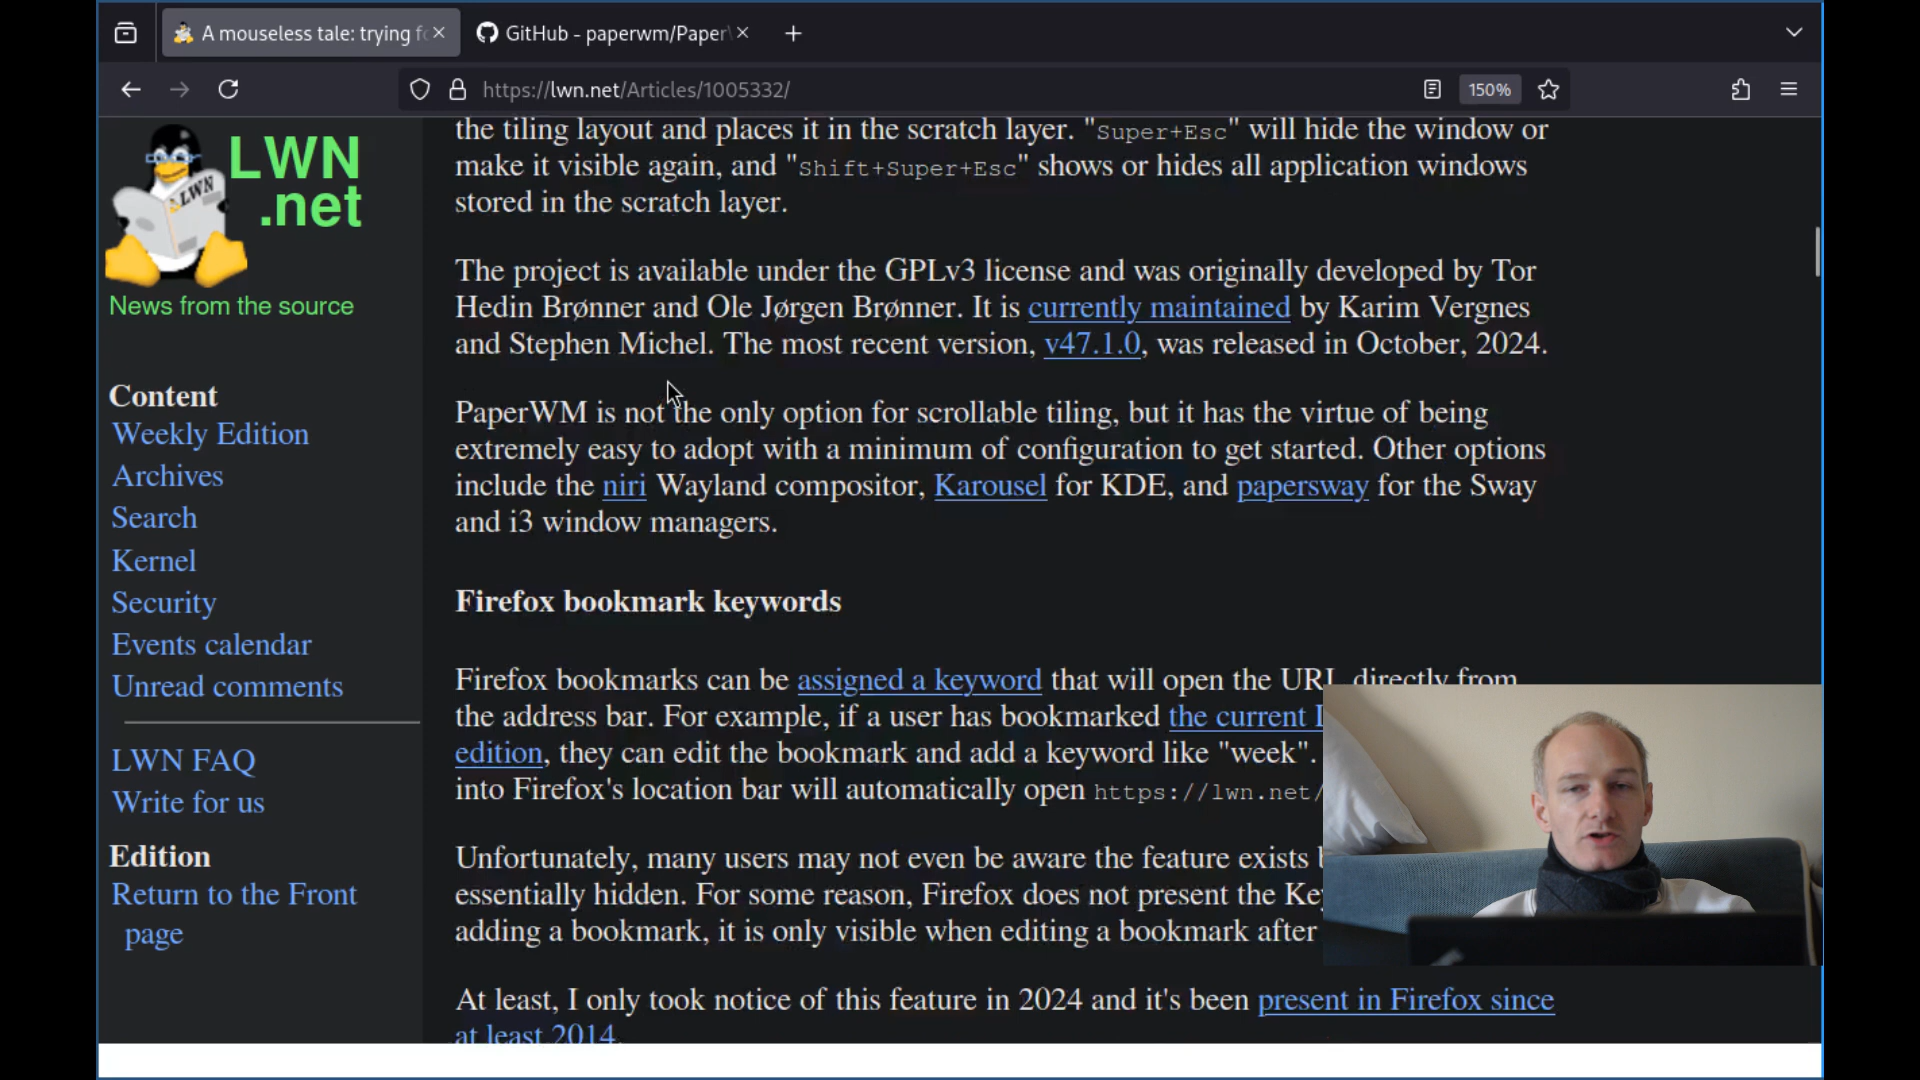 A mouseless tale: trying fo
GitHub - paperwm/Paper
https://lwn.net/Articles/1005332/
150%
LWN
.net
News from the source
Content
Weekly Edition
Archives
Search
Kernel
Security
Events calendar
Unread comments
LWN FAQ
Write for us
Edition
Return to the Front
page
the tiling layout and places it in the scratch layer. "Super+Esc" will hide the window or
make it visible again, and "Shift+Super+Esc" shows or hides all application windows
stored in the scratch layer.
The project is available under the GPLv3 license and was originally developed by Tor
Hedin Brønner and Ole Jørgen Brønner. It is currently maintained by Karim Vergnes
and Stephen Michel. The most recent version, v47.1.0, was released in October, 2024.
PaperWM is not the only option for scrollable tiling, but it has the virtue of being
extremely easy to adopt with a minimum of configuration to get started. Other options
include the niri Wayland compositor, Karousel for KDE, and papersway for the Sway
and i3 window managers.
Firefox bookmark keywords
Firefox bookmarks can be assigned a keyword that will open the URL directly from
the address bar. For example, if a user has bookmarked the current
edition, they can edit the bookmark and add a keyword like "week".
into Firefox's location bar will automatically open https://lwn.net/
Unfortunately, many users may not even be aware the feature exists
essentially hidden. For some reason, Firefox does not present the Key
adding a bookmark, it is only visible when editing a bookmark after
At least, I only took notice of this feature in 2024 and it's been present in Firefox since
at least 2014.